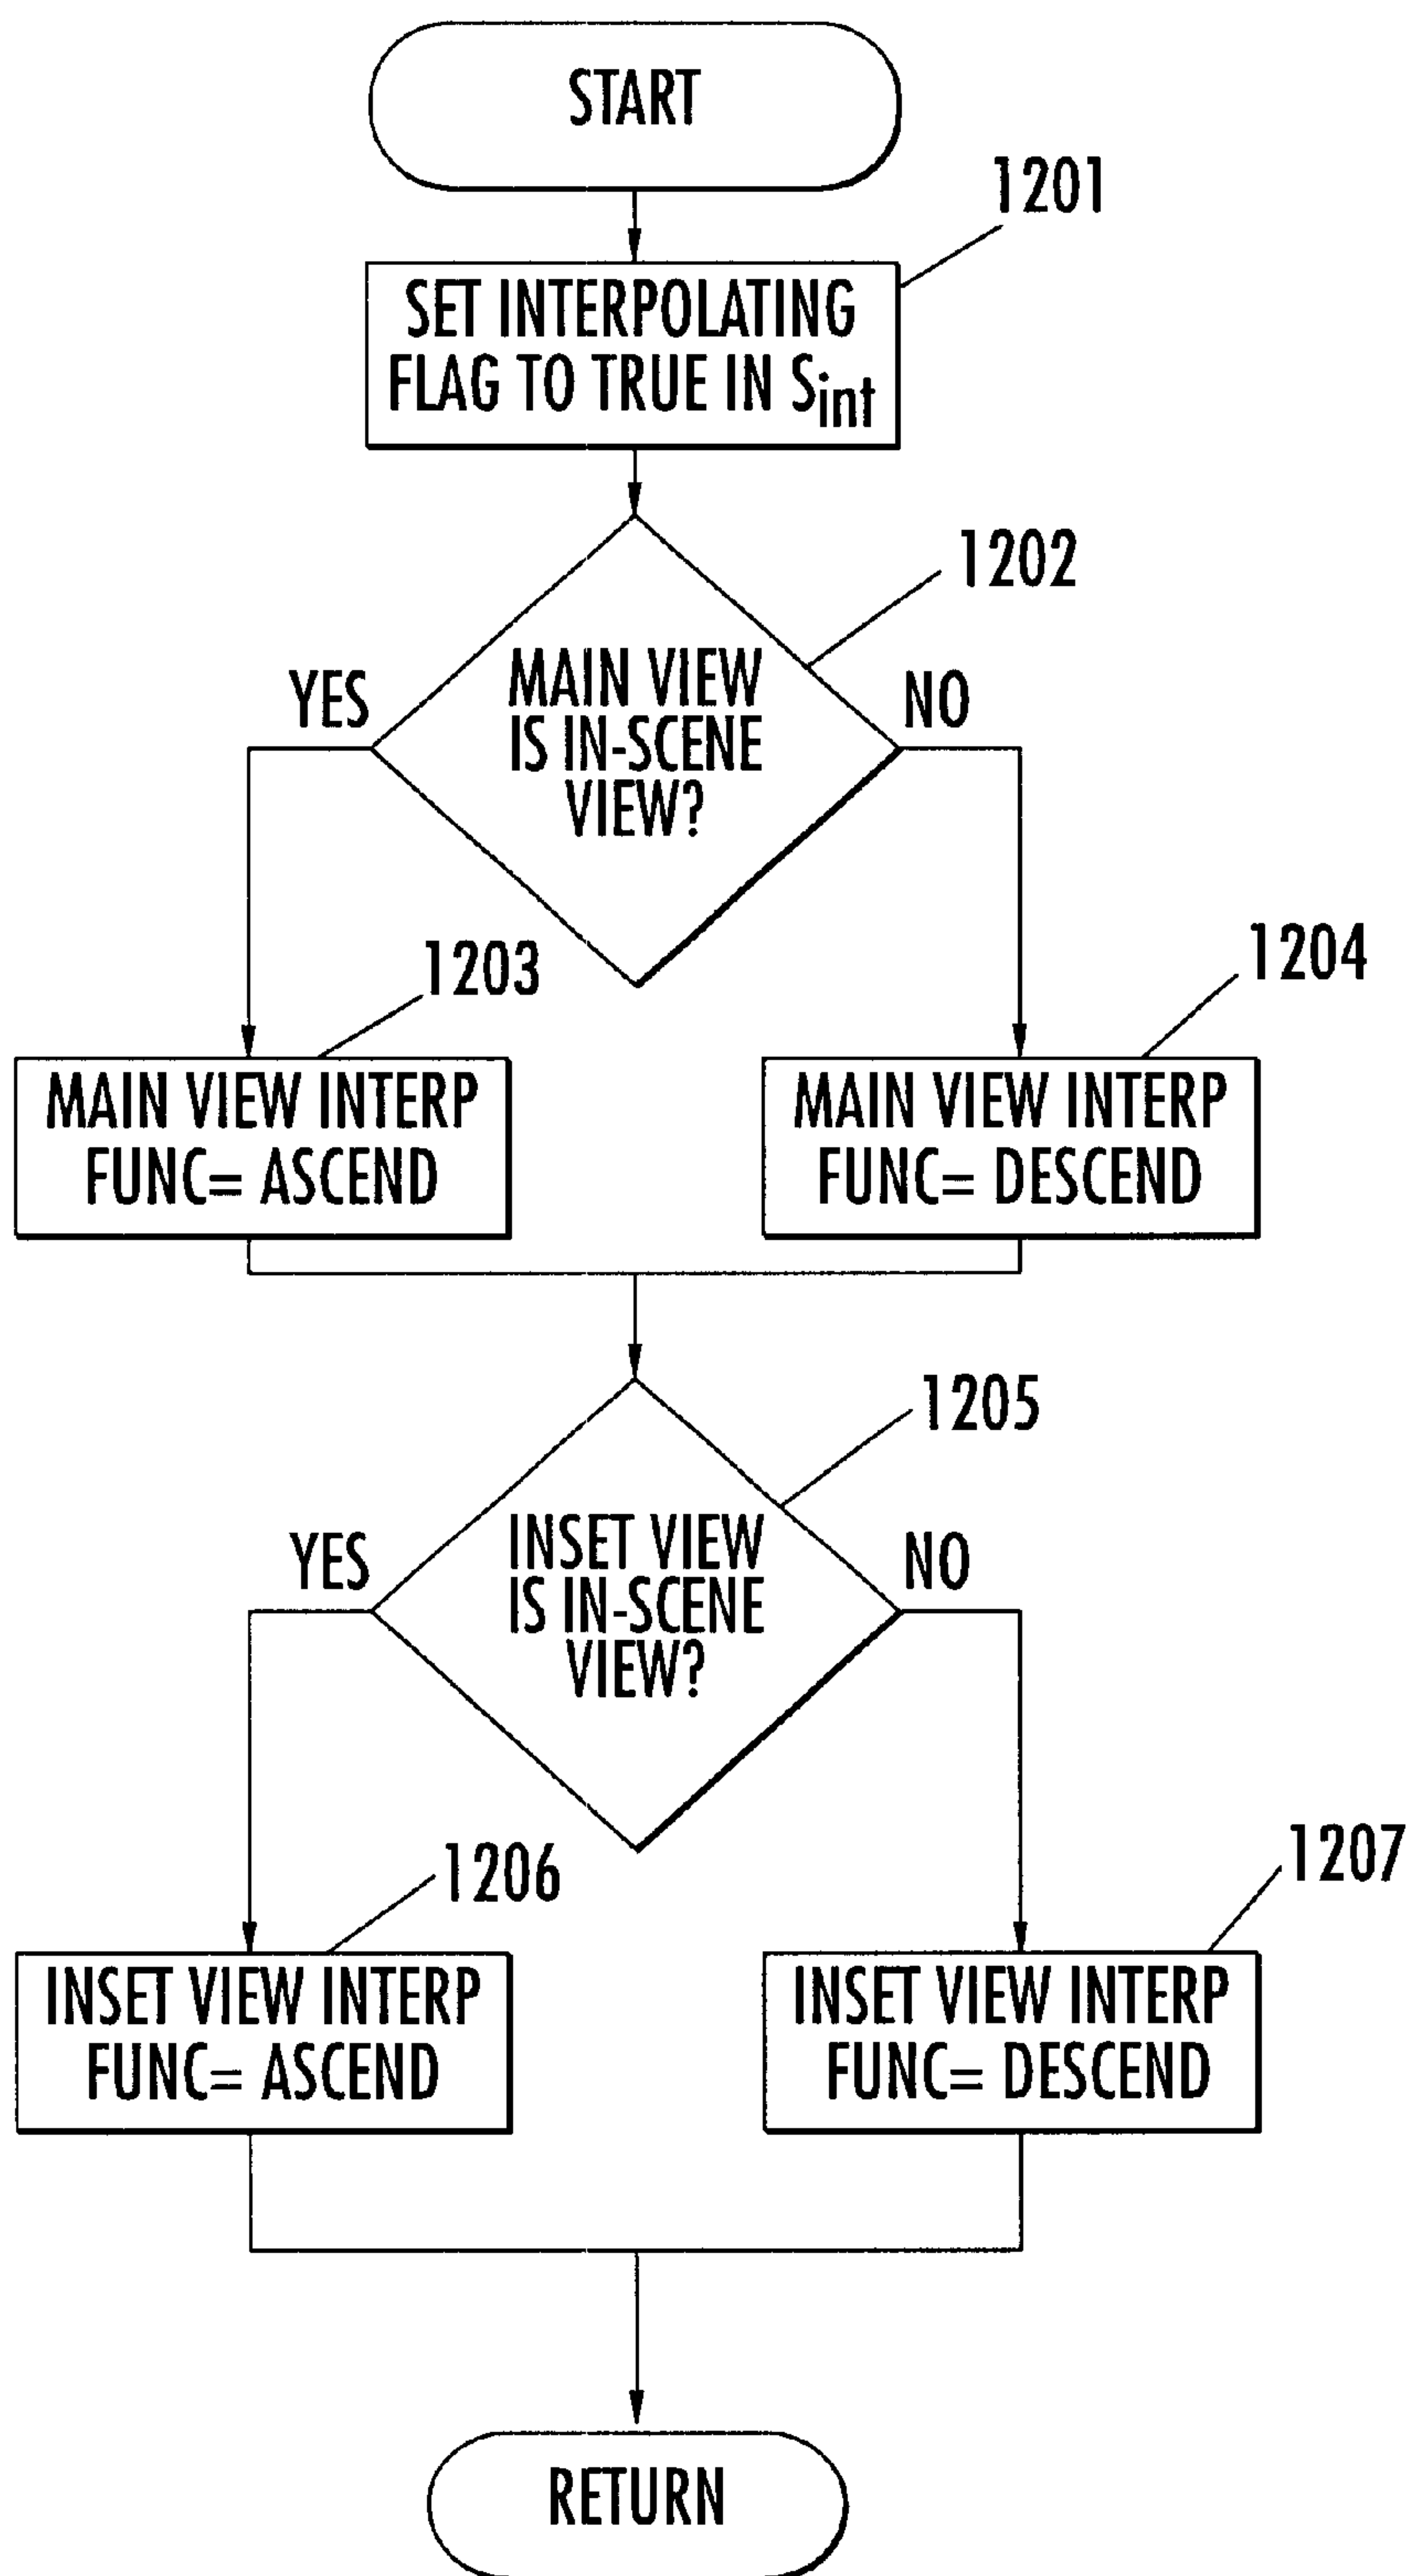 START
1201
SET INTERPOLATING
FLAG TO TRUE IN Sint
1202
YES
MAIN VIEW
IS IN-SCENE
VIEW?
NO
1203
1204
MAIN VIEW INTERP
FUNC= ASCEND
MAIN VIEW INTERP
FUNC= DESCEND
1205
YES
INSET VIEW
IS IN-SCENE
VIEW?
NO
1206
1207
INSET VIEW INTERP
FUNC= ASCEND
INSET VIEW INTERP
FUNC= DESCEND
RETURN